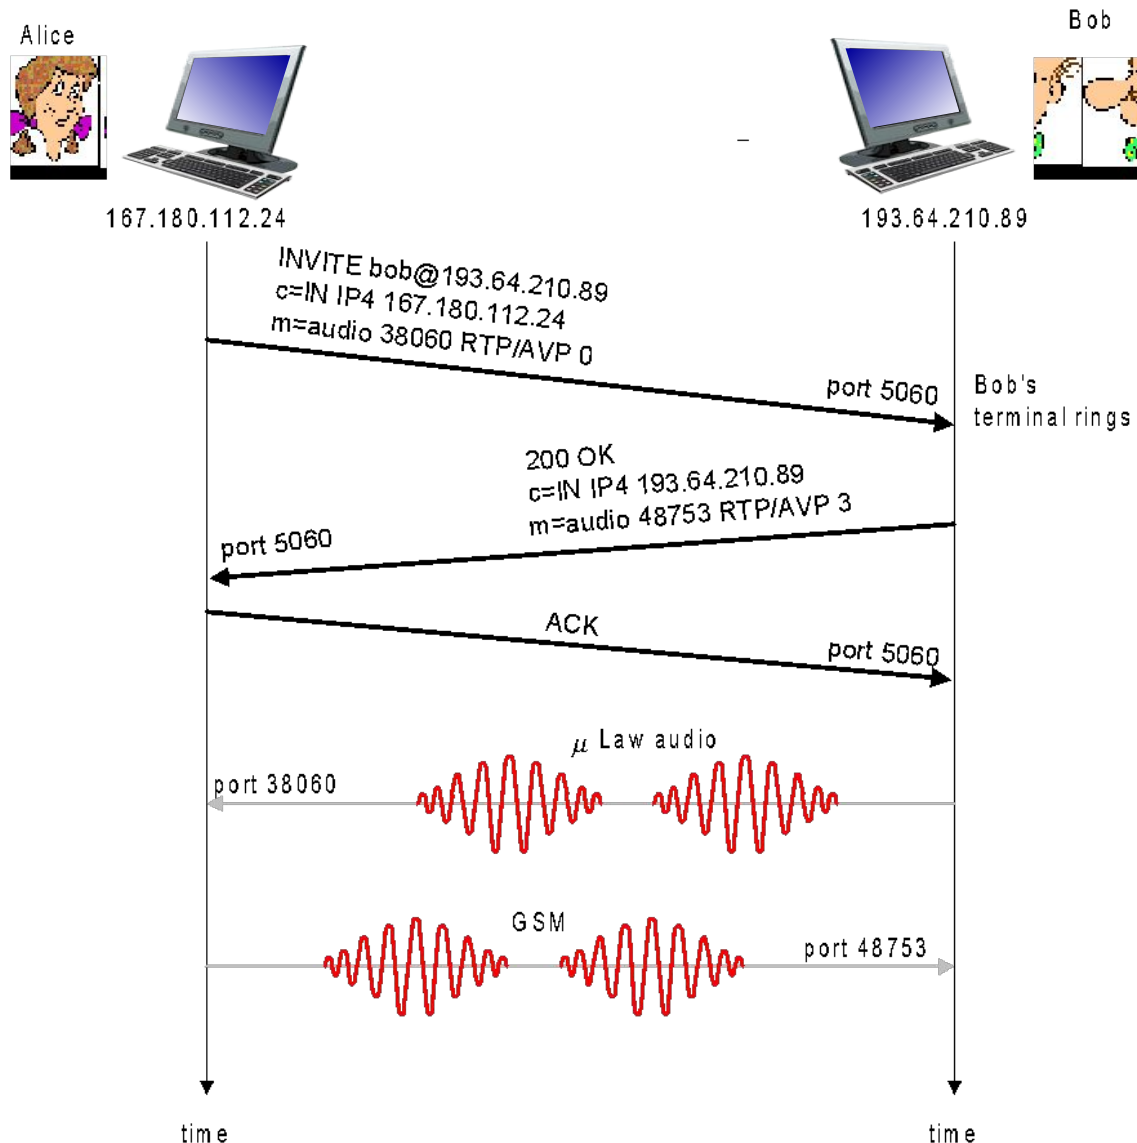 Alice
Bob
167.180.112.24
193.64.210.89
INVITE bob@193.64.210.89
c=IN IP4 167.180.112.24
m=audio 38060 RTP/AVP 0
port 5060
Bob's
terminal rings
200 OK
c=IN IP4 193.64.210.89
m=audio 48753 RTP/AVP 3
port 5060
ACK
port 5060
μ Law audio
port 38060
GSM
port 48753
time
time